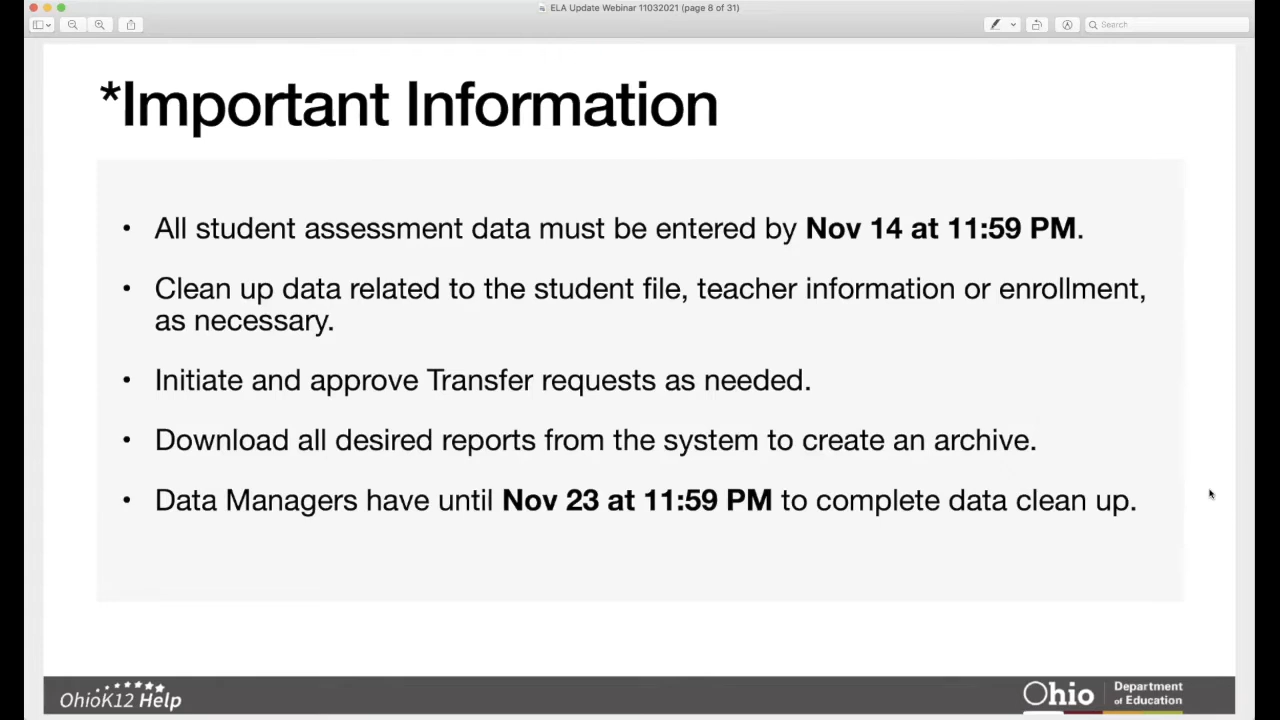 ELA Update Webinar 11032021 (page 8 of 31)
Search
*Important Information
• All student assessment data must be entered by Nov 14 at 11:59 PM.
• Clean up data related to the student file, teacher information or enrollment,
as necessary.
• Initiate and approve Transfer requests as needed.
• Download all desired reports from the system to create an archive.
• Data Managers have until Nov 23 at 11:59 PM to complete data clean up.
OhioK12 Help
Ohio
Department
of Education